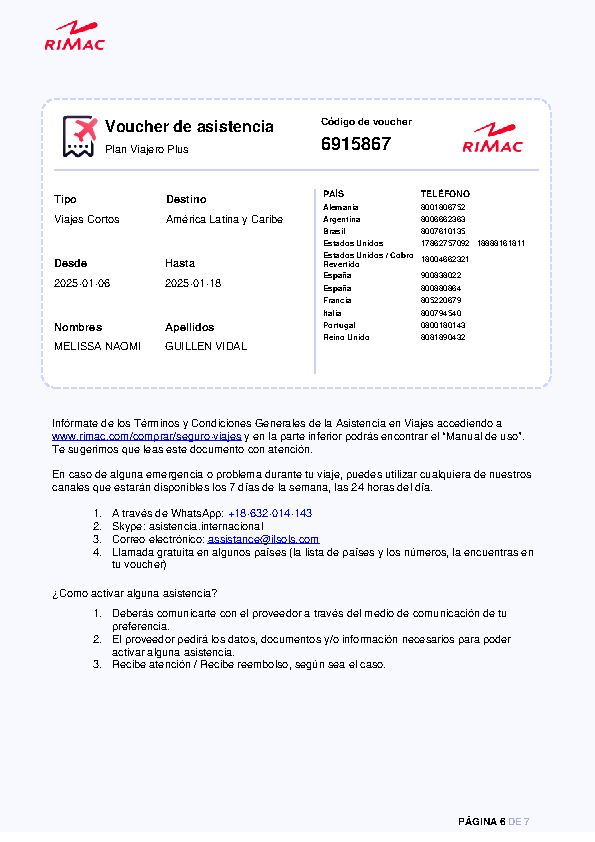 RIMAC
Voucher de asistencia
Plan Viajero Plus
Código de voucher
6915867
RIMAC
Tipo Destino
Viajes Cortos América Latina y Caribe
Desde Hasta
2025-01-06 2025-01-18
Nombres Apellidos
MELISSA NAOMI GUILLEN VIDAL
PAÍS TELÉFONO
Alemania 8001806752
Argentina 8006662363
Brasil 8007610135
Estados Unidos 17862757092 18888161811
Estados Unidos / Cobro
Revertido 18004662321
España 900838022
España 800880864
Francia 805220679
Italia 800794540
Portugal 0800180143
Reino Unido 8081890432
Infórmate de los Términos y Condiciones Generales de la Asistencia en Viajes accediendo a
www.rimac.com/comprar/seguro-viajes y en la parte inferior podrás encontrar el “Manual de uso”.
Te sugerimos que leas este documento con atención.
En caso de alguna emergencia o problema durante tu viaje, puedes utilizar cualquiera de nuestros
canales que estarán disponibles los 7 días de la semana, las 24 horas del día.
1. A través de WhatsApp: +18-632-014-143
2. Skype: asistencia.internacional
3. Correo electrónico: assistance@ilsols.com
4. Llamada gratuita en algunos países (la lista de países y los números, la encuentras en
tu voucher)
¿Como activar alguna asistencia?
1. Deberás comunicarte con el proveedor a través del medio de comunicación de tu
preferencia.
2. El proveedor pedirá los datos, documentos y/o información necesarios para poder
activar alguna asistencia.
3. Recibe atención / Recibe reembolso, según sea el caso.
PÁGINA 6 DE 7